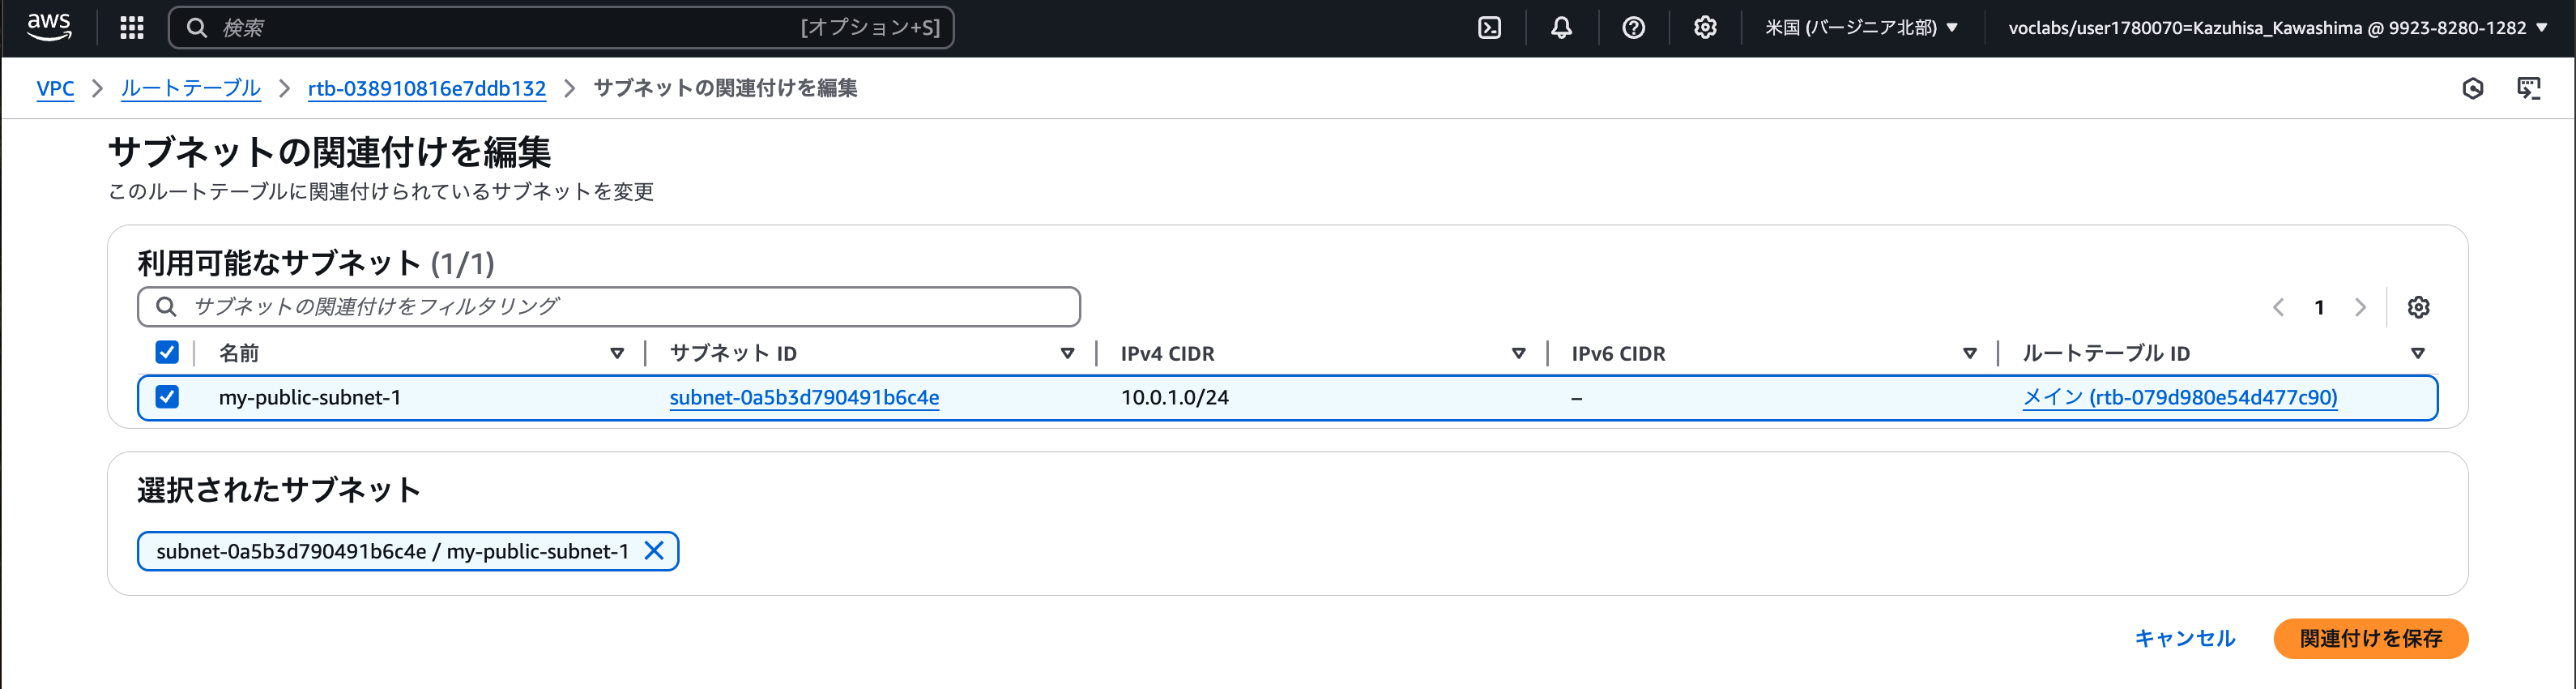 aws
検索 [オプション+S] 米国 (バージニア北部) voclabs/user1780070=Kazuhisa_Kawashima @ 9923-8280-1282
VPC ルートテーブル rtb-038910816e7ddb132 サブネットの関連付けを編集
サブネットの関連付けを編集
このルートテーブルに関連付けられているサブネットを変更
利用可能なサブネット (1/1)
サブネットの関連付けをフィルタリング 1
名前 サブネット ID IPv4 CIDR IPv6 CIDR ルートテーブル ID
my-public-subnet-1 subnet-0a5b3d790491b6c4e 10.0.1.0/24 – メイン (rtb-079d980e54d477c90)
選択されたサブネット
subnet-0a5b3d790491b6c4e / my-public-subnet-1
キャンセル 関連付けを保存